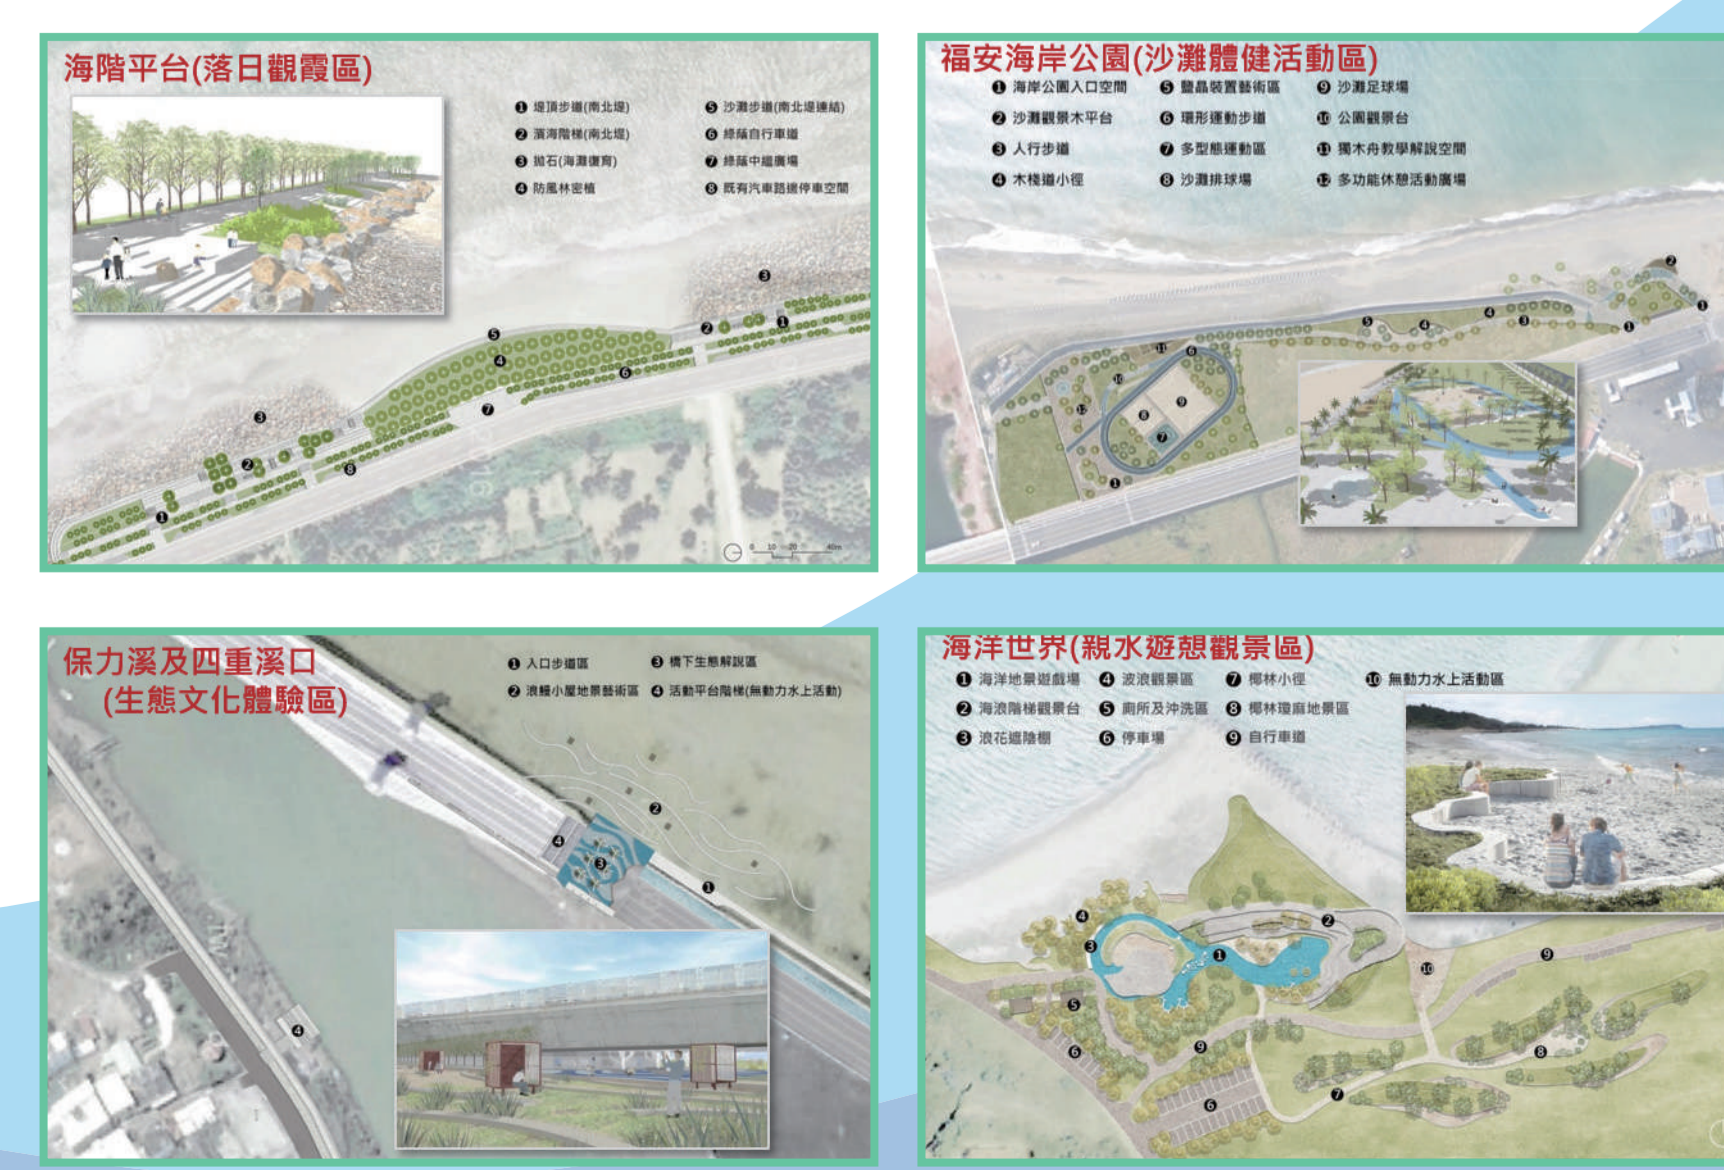 海階平台(落日觀霞區)
❶ 堤頂步道(南北堤)
❷ 濱海階梯(南北堤)
❸ 拋石(海灘復育)
❹ 防風林密植
❺ 沙灘步道(南北堤連結)
❻ 綠蔭自行車道
❼ 綠蔭中繼廣場
❽ 既有汽車路邊停車空間
0 10 20 40m
福安海岸公園(沙灘體健活動區)
❶ 海岸公園入口空間
❷ 沙灘觀景木平台
❸ 人行步道
❹ 木棧道小徑
❺ 豔晶裝置藝術區
❻ 環形運動步道
❼ 多型態運動區
❽ 沙灘排球場
❾ 沙灘足球場
❿ 公園觀景台
⓫ 獨木舟教學解說空間
⓬ 多功能休憩活動廣場
保力溪及四重溪口
(生態文化體驗區)
❶ 入口步道區
❷ 浪鰻小屋地景藝術區
❸ 橋下生態解說區
❹ 活動平台階梯(無動力水上活動)
海洋世界(親水遊憩觀景區)
❶ 海洋地景遊戲場
❷ 海浪階梯觀景台
❸ 浪花遮陰棚
❹ 波浪觀景區
❺ 廁所及沖洗區
❻ 停車場
❼ 椰林小徑
❽ 椰林瓊麻地景區
❾ 自行車道
❿ 無動力水上活動區